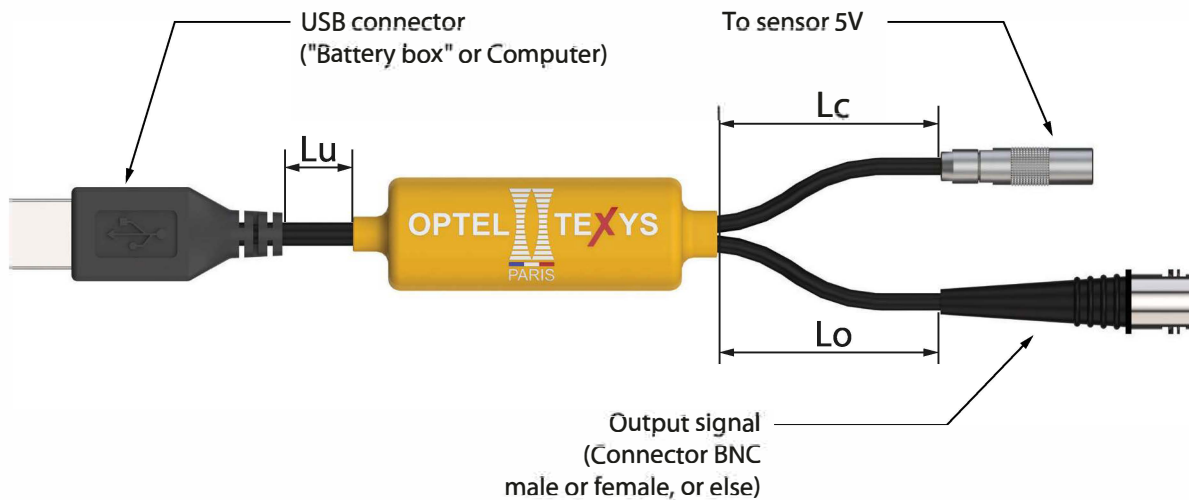 USB connector
("Battery box" or Computer)
To sensor 5V
Lc
Lu
OPTEL TEXYS
PARIS
Lo
Output signal
(Connector BNC
male or female, or else)